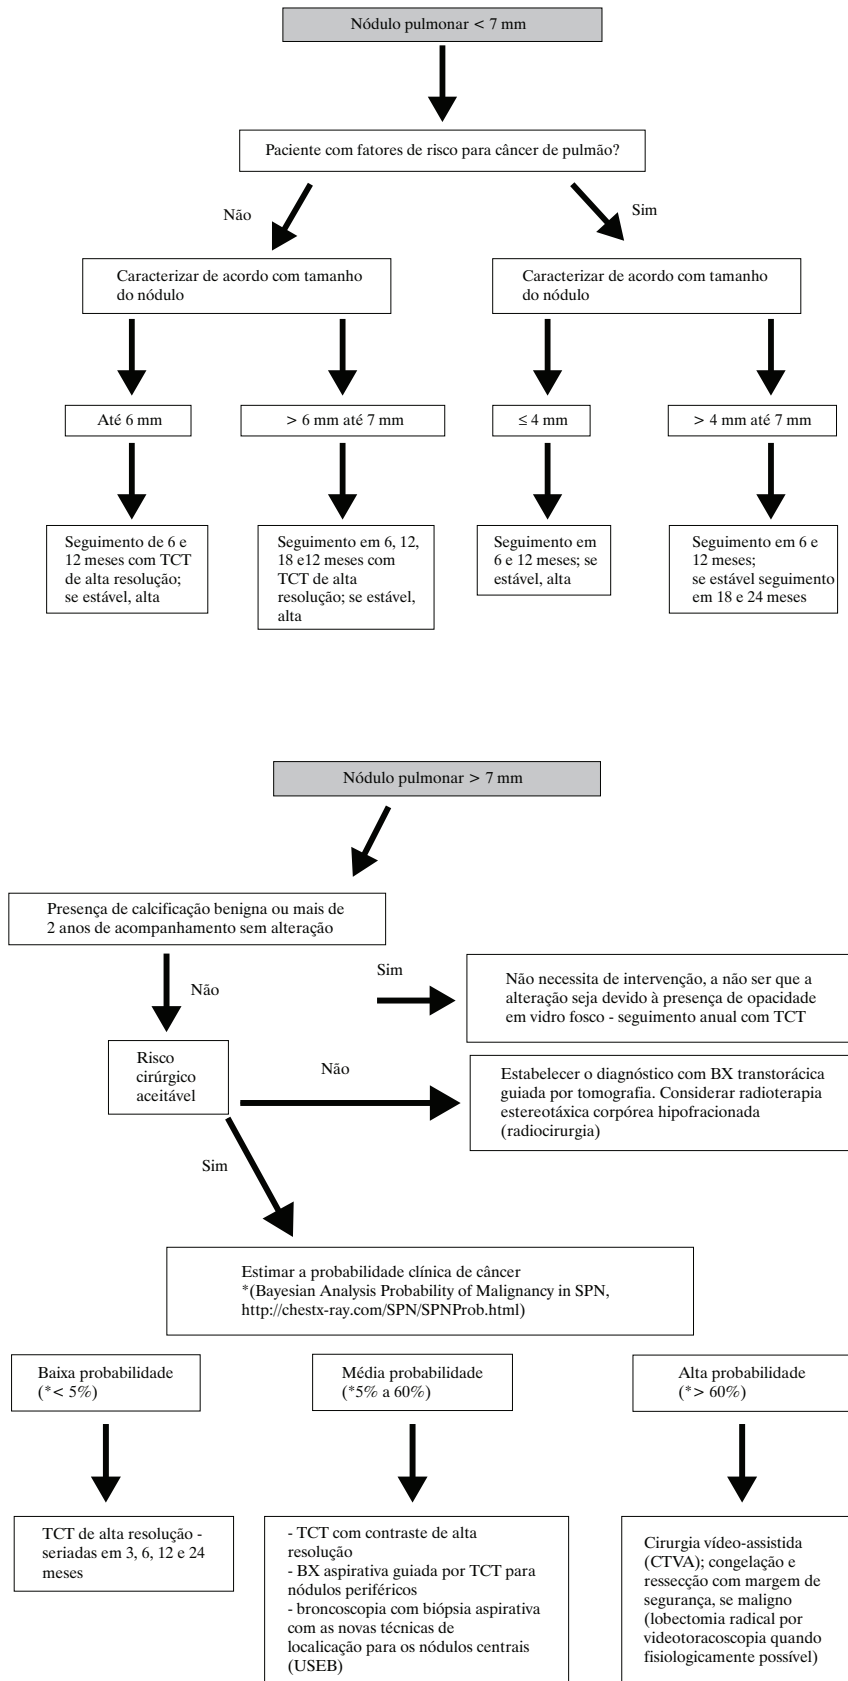 Nódulo pulmonar < 7 mm
Paciente com fatores de risco para câncer de pulmão?
Não
Sim
Caracterizar de acordo com tamanho
do nódulo
Caracterizar de acordo com tamanho
do nódulo
Até 6 mm
> 6 mm até 7 mm
≤ 4 mm
> 4 mm até 7 mm
Seguimento de 6 e
12 meses com TCT
de alta resolução;
se estável, alta
Seguimento em 6, 12,
18 e12 meses com
TCT de alta
resolução; se estável,
alta
Seguimento em
6 e 12 meses; se
estável, alta
Seguimento em 6 e
12 meses;
se estável seguimento
em 18 e 24 meses
Nódulo pulmonar > 7 mm
Presença de calcificação benigna ou mais de
2 anos de acompanhamento sem alteração
Sim
Não necessita de intervenção, a não ser que a
alteração seja devido à presença de opacidade
em vidro fosco - seguimento anual com TCT
Não
Risco
cirúrgico
aceitável
Não
Estabelecer o diagnóstico com BX transtorácica
guiada por tomografia. Considerar radioterapia
estereotáxica corpórea hipofracionada
(radiocirurgia)
Sim
Estimar a probabilidade clínica de câncer
*(Bayesian Analysis Probability of Malignancy in SPN,
http://chestx-ray.com/SPN/SPNProb.html)
Baixa probabilidade
(*< 5%)
Média probabilidade
(*5% a 60%)
Alta probabilidade
(*> 60%)
TCT de alta resolução -
seriadas em 3, 6, 12 e 24
meses
- TCT com contraste de alta
resolução
- BX aspirativa guiada por TCT para
nódulos periféricos
- broncoscopia com biópsia aspirativa
com as novas técnicas de
localicação para os nódulos centrais
(USEB)
Cirurgia vídeo-assistida
(CTVA); congelação e
ressecção com margem de
segurança, se maligno
(lobectomia radical por
videotoracoscopia quando
fisiologicamente possível)